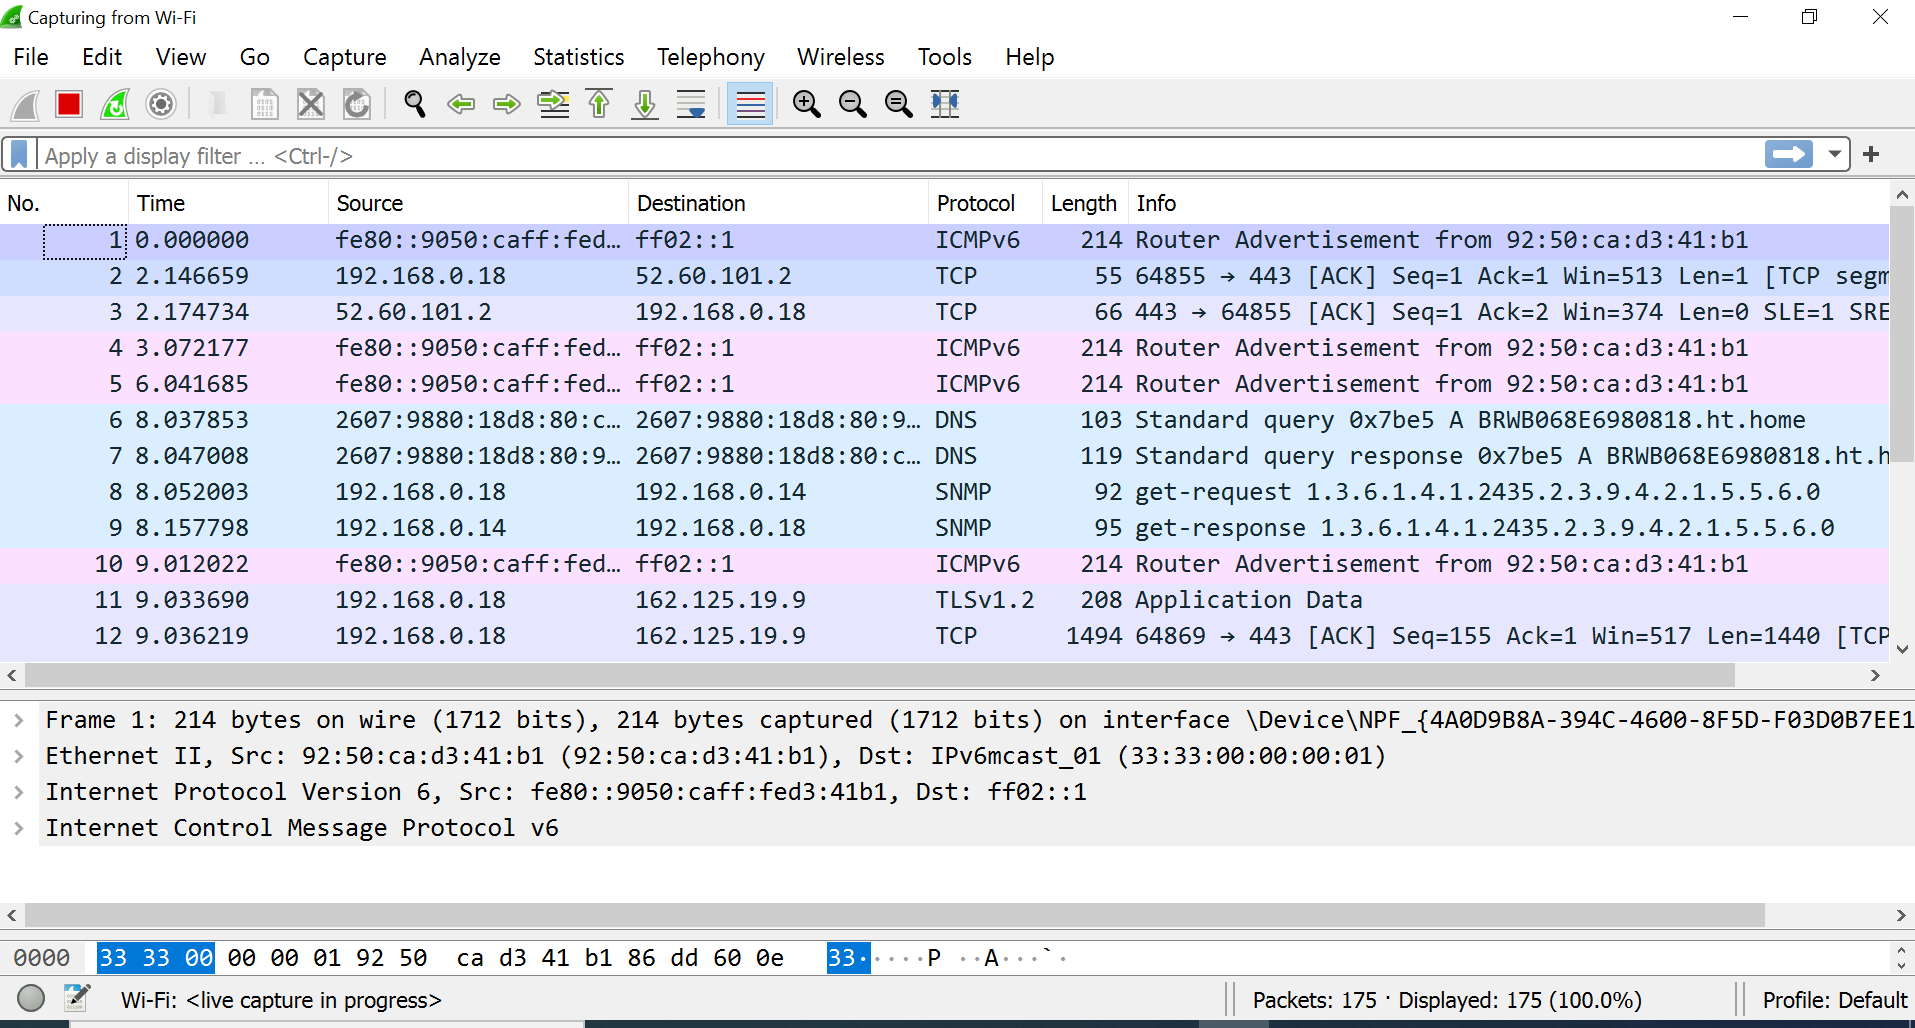 Capturing from Wi-Fi
File Edit View Go Capture Analyze Statistics Telephony Wireless Tools Help
Apply a display filter ... <Ctrl-/>
No. Time Source Destination Protocol Length Info
1 0.000000 fe80::9050:caff:fed… ff02::1 ICMPv6 214 Router Advertisement from 92:50:ca:d3:41:b1
2 2.146659 192.168.0.18 52.60.101.2 TCP 55 64855 → 443 [ACK] Seq=1 Ack=1 Win=513 Len=1 [TCP segm
3 2.174734 52.60.101.2 192.168.0.18 TCP 66 443 → 64855 [ACK] Seq=1 Ack=2 Win=374 Len=0 SLE=1 SRE
4 3.072177 fe80::9050:caff:fed… ff02::1 ICMPv6 214 Router Advertisement from 92:50:ca:d3:41:b1
5 6.041685 fe80::9050:caff:fed… ff02::1 ICMPv6 214 Router Advertisement from 92:50:ca:d3:41:b1
6 8.037853 2607:9880:18d8:80:c… 2607:9880:18d8:80:9… DNS 103 Standard query 0x7be5 A BRWB068E6980818.ht.home
7 8.047008 2607:9880:18d8:80:9… 2607:9880:18d8:80:c… DNS 119 Standard query response 0x7be5 A BRWB068E6980818.ht.h
8 8.052003 192.168.0.18 192.168.0.14 SNMP 92 get-request 1.3.6.1.4.1.2435.2.3.9.4.2.1.5.5.6.0
9 8.157798 192.168.0.14 192.168.0.18 SNMP 95 get-response 1.3.6.1.4.1.2435.2.3.9.4.2.1.5.5.6.0
10 9.012022 fe80::9050:caff:fed… ff02::1 ICMPv6 214 Router Advertisement from 92:50:ca:d3:41:b1
11 9.033690 192.168.0.18 162.125.19.9 TLSv1.2 208 Application Data
12 9.036219 192.168.0.18 162.125.19.9 TCP 1494 64869 → 443 [ACK] Seq=155 Ack=1 Win=517 Len=1440 [TCP
Frame 1: 214 bytes on wire (1712 bits), 214 bytes captured (1712 bits) on interface \Device\NPF_{4A0D9B8A-394C-4600-8F5D-F03D0B7EE1
Ethernet II, Src: 92:50:ca:d3:41:b1 (92:50:ca:d3:41:b1), Dst: IPv6mcast_01 (33:33:00:00:00:01)
Internet Protocol Version 6, Src: fe80::9050:caff:fed3:41b1, Dst: ff02::1
Internet Control Message Protocol v6
0000 33 33 00 00 00 01 92 50 ca d3 41 b1 86 dd 60 0e 33·····P ··A···`·
Wi-Fi: <live capture in progress> Packets: 175 · Displayed: 175 (100.0%) Profile: Default